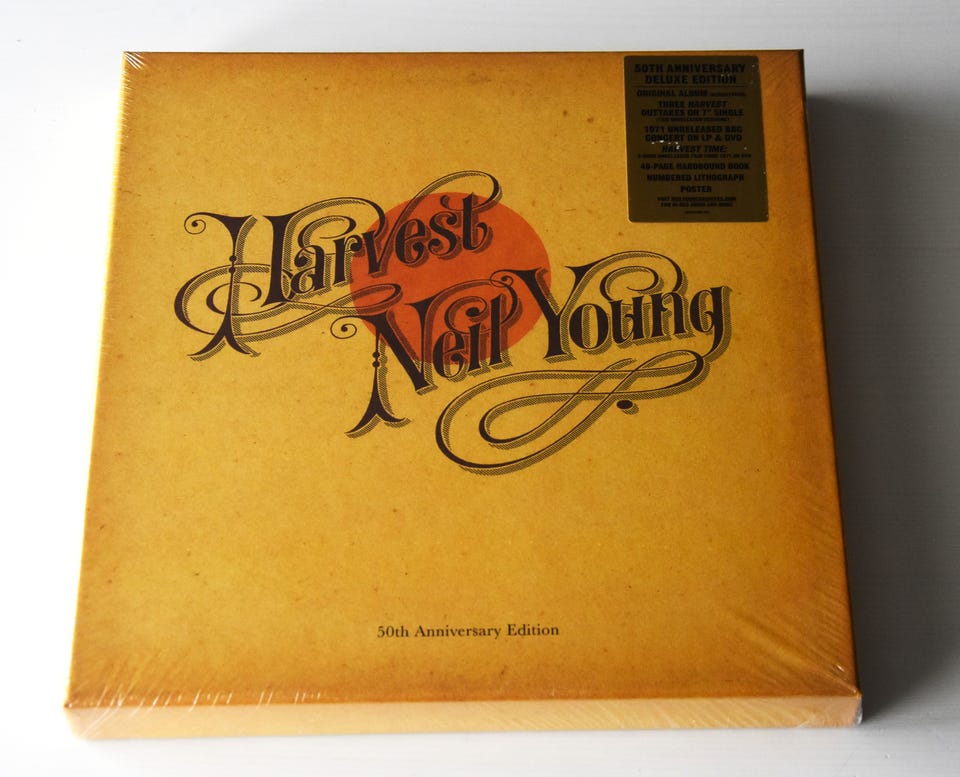 50TH ANNIVERSARY
DELUXE EDITION
ORIGINAL ALBUM
THREE HARVEST
OUTTAKES ON 7" SINGLE
1971 UNRELEASED BBC
CONCERT ON LP & DVD
HARVEST TIME:
48-PAGE HARDBOUND BOOK
NUMBERED LITHOGRAPH
POSTER
Harvest
Neil Young
50th Anniversary Edition